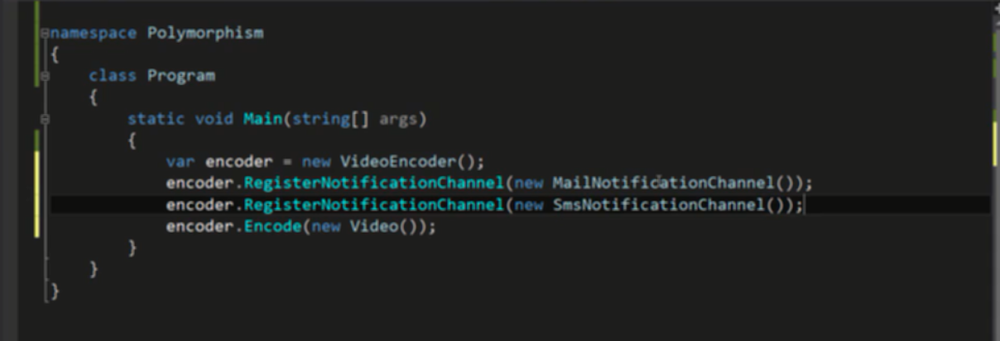 namespace Polymorphism
{
class Program
{
static void Main(string[] args)
{
var encoder = new VideoEncoder();
encoder.RegisterNotificationChannel(new MailNotificationChannel());
encoder.RegisterNotificationChannel(new SmsNotificationChannel());
encoder.Encode(new Video());
}
}
}